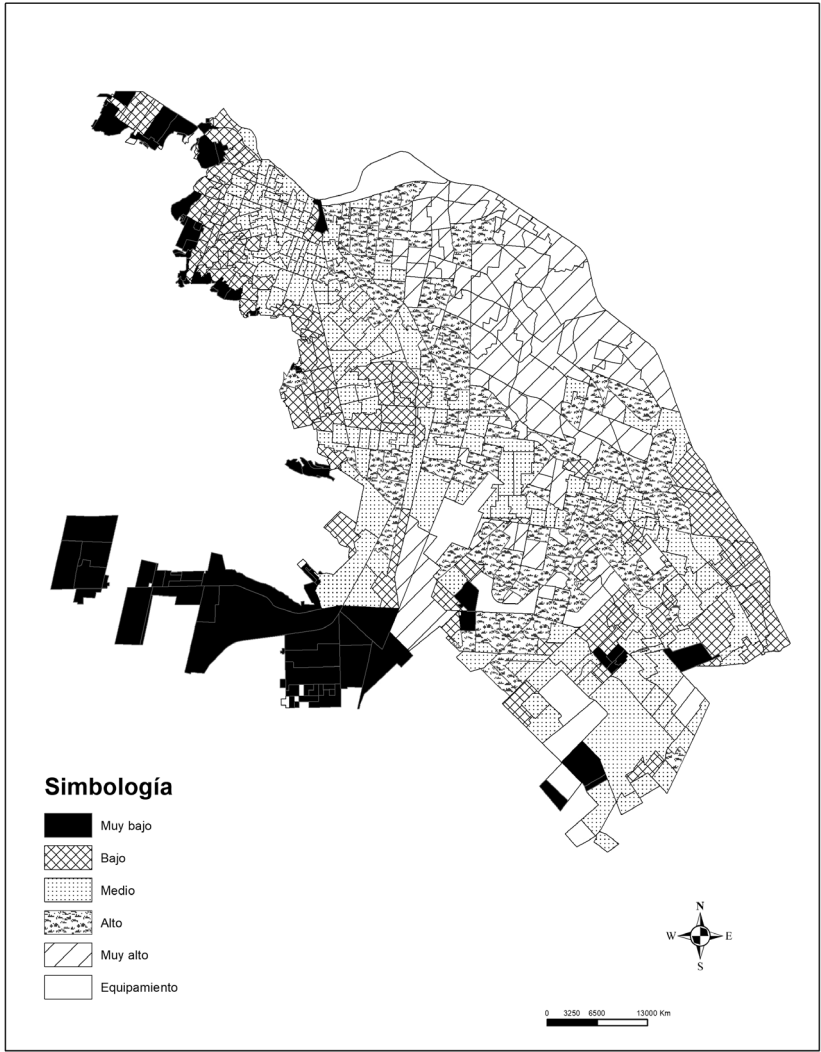 Simbología
Muy bajo
Bajo
Medio
Alto
Muy alto
Equipamiento
N
W E
S
0 3250 6500 13000 Km